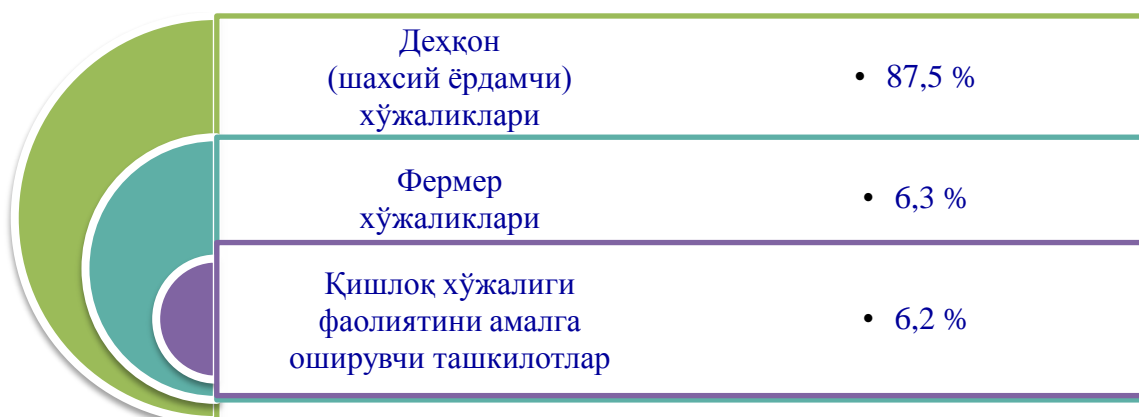 Деҳқон
(шахсий ёрдамчи)
хўжаликлари
• 87,5 %
Фермер
хўжаликлари
• 6,3 %
Қишлоқ хўжалиги
фаолиятини амалга
оширувчи ташкилотлар
• 6,2 %